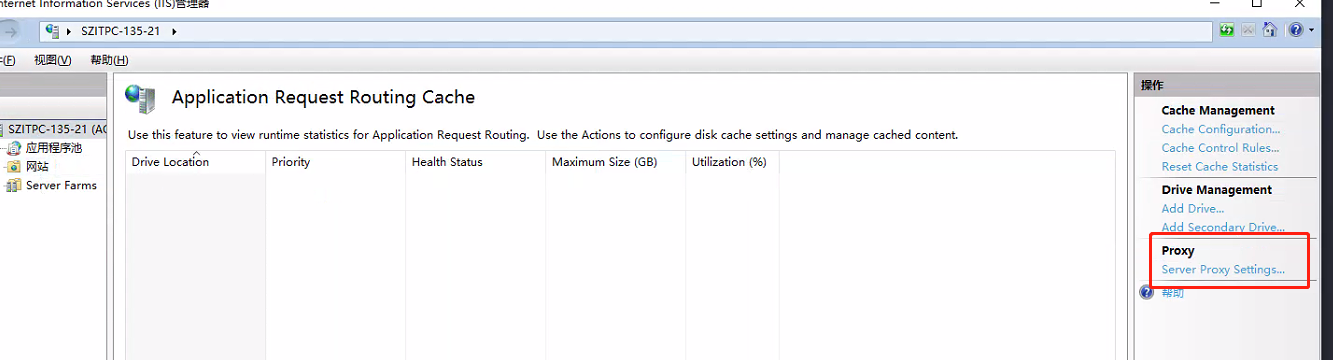 nternet Information Services (IIS)管理器
SZITPC-135-21
(F) 视图(V) 帮助(H)
SZITPC-135-21 (AC
应用程序池
网站
Server Farms
Application Request Routing Cache
Use this feature to view runtime statistics for Application Request Routing. Use the Actions to configure disk cache settings and manage cached content.
Drive Location Priority Health Status Maximum Size (GB) Utilization (%)
操作
Cache Management
Cache Configuration...
Cache Control Rules...
Reset Cache Statistics
Drive Management
Add Drive...
Add Secondary Drive...
Proxy
Server Proxy Settings...
帮助